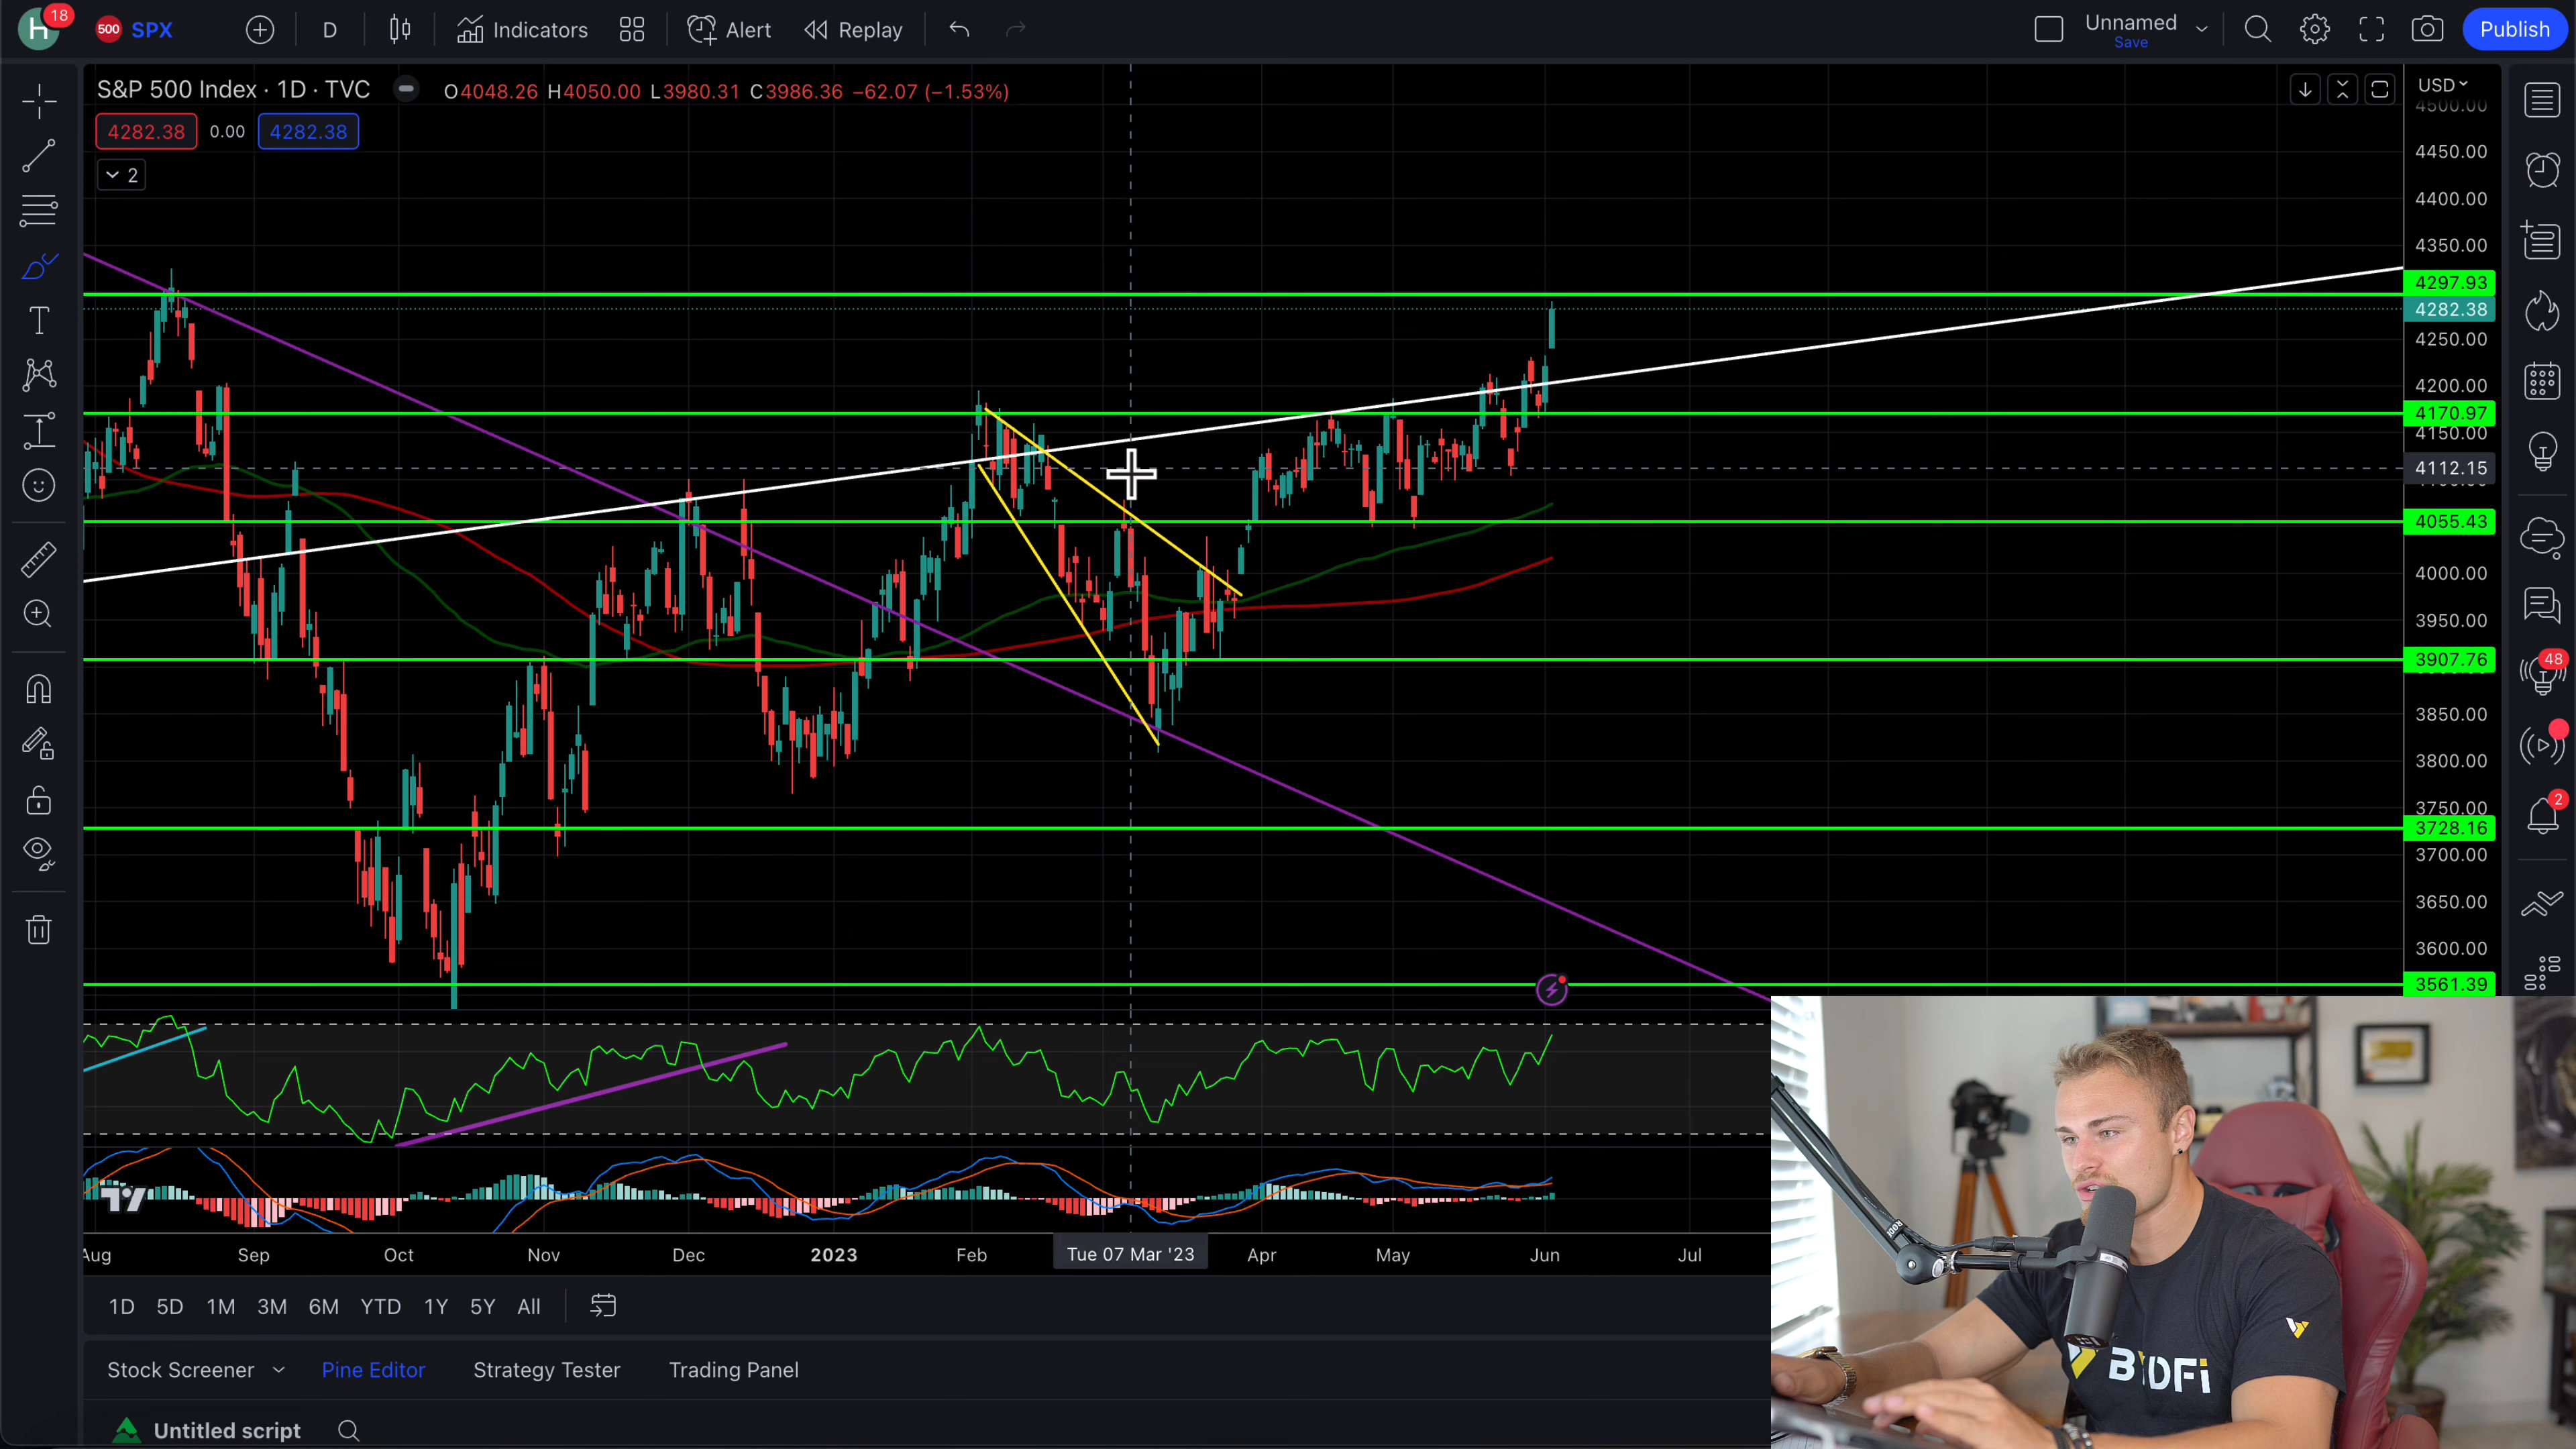 H 18 500 SPX D Indicators Alert Replay Unnamed Save Publish
S&P 500 Index · 1D · TVC O4048.26 H4050.00 L3980.31 C3986.36 −62.07 (−1.53%) USD
4282.38 0.00 4282.38
2
4500.00
4450.00
4400.00
4350.00
4297.93
4282.38
4250.00
4200.00
4170.97
4150.00
4112.15
4055.43
4000.00
3950.00
3907.76
3850.00
3800.00
3750.00
3728.16
3700.00
3650.00
3600.00
3561.39
48
2
Aug Sep Oct Nov Dec 2023 Feb Tue 07 Mar '23 Apr May Jun Jul
1D 5D 1M 3M 6M YTD 1Y 5Y All
Stock Screener Pine Editor Strategy Tester Trading Panel
Untitled script
RODE
BYDFi